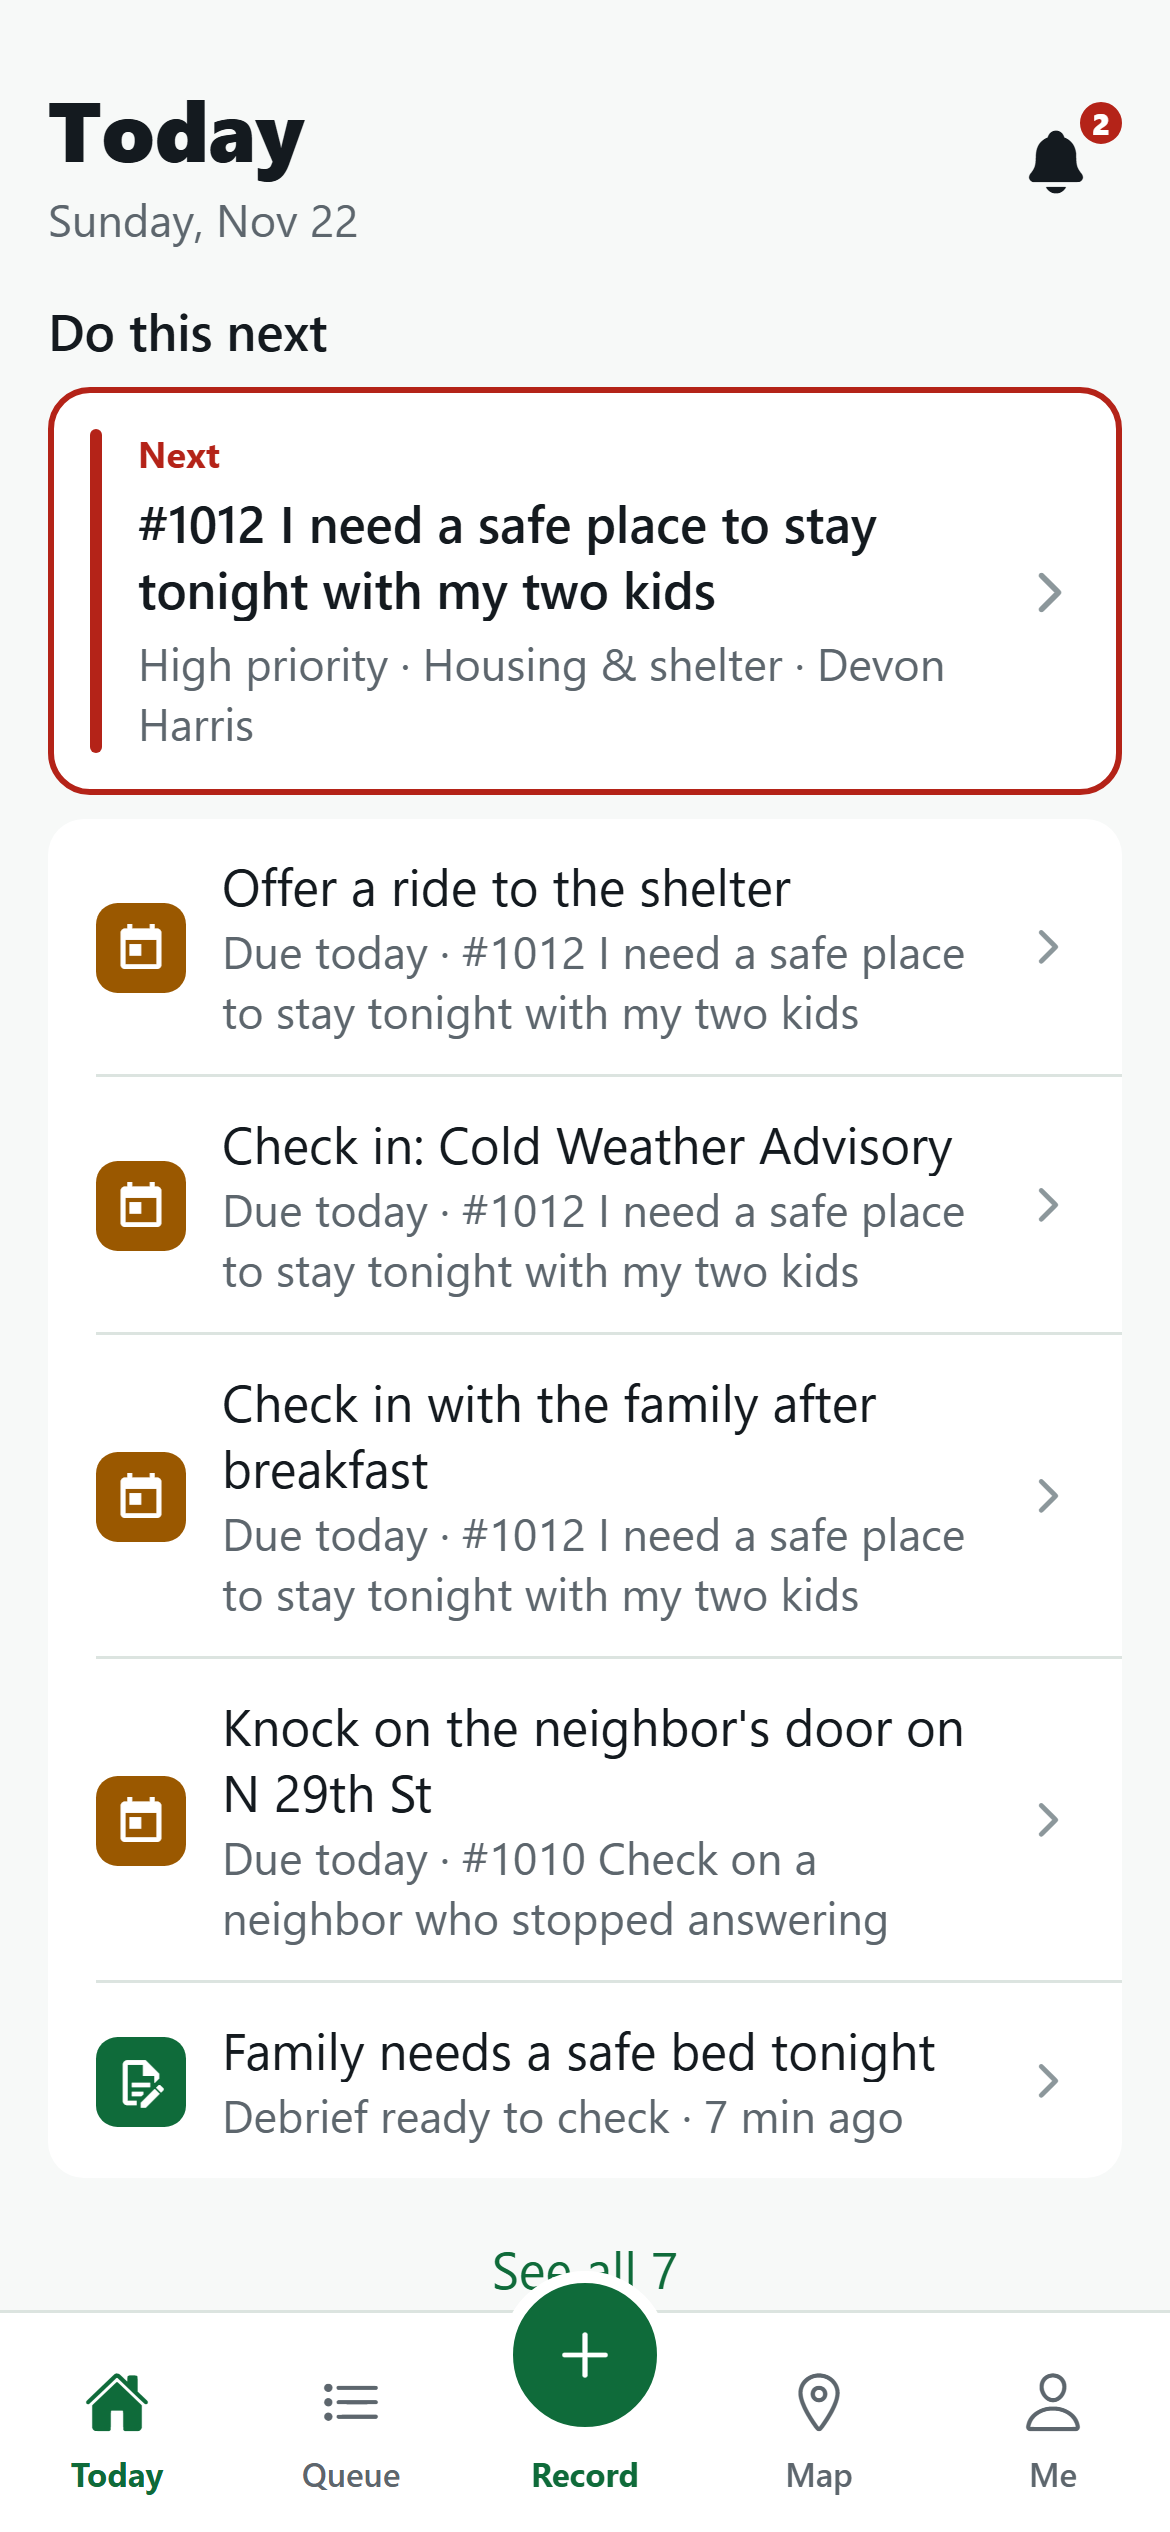 Today
2
Sunday, Nov 22
Do this next
Next
#1012 I need a safe place to stay
tonight with my two kids
High priority · Housing & shelter · Devon
Harris
Offer a ride to the shelter
Due today · #1012 I need a safe place
to stay tonight with my two kids
Check in: Cold Weather Advisory
Due today · #1012 I need a safe place
to stay tonight with my two kids
Check in with the family after
breakfast
Due today · #1012 I need a safe place
to stay tonight with my two kids
Knock on the neighbor's door on
N 29th St
Due today · #1010 Check on a
neighbor who stopped answering
Family needs a safe bed tonight
Debrief ready to check · 7 min ago
See all 7
Today
Queue
Record
Map
Me